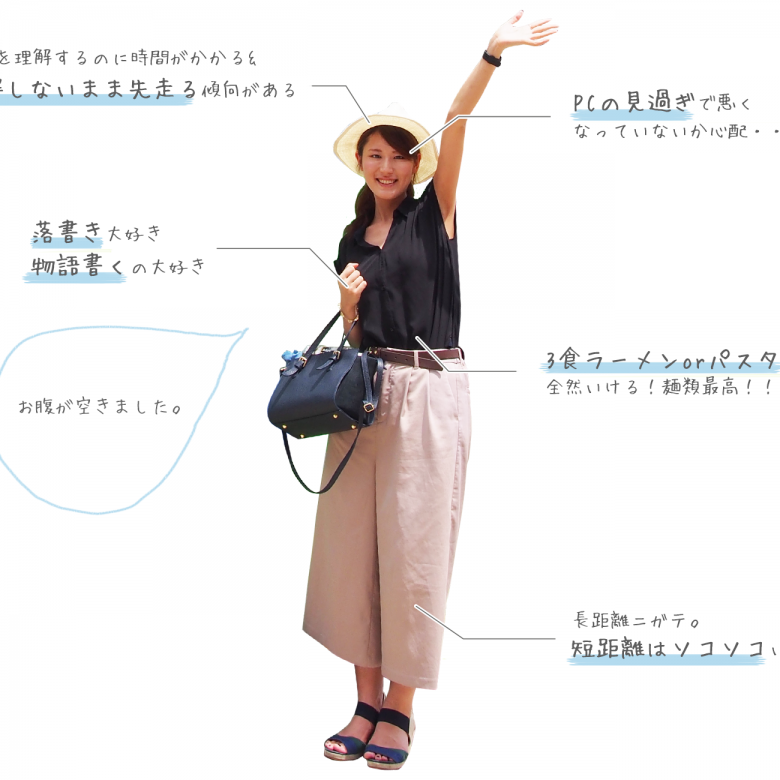 を理解するのに時間がかかる
しないまま先走る傾向がある
PCの見過ぎで悪く
なっていないか心配・・
落書き大好き
物語書くの大好き
3食ラーメンorパスタ
全然いける!麺類最高!!
お腹が空きました。
長距離ニガテ。
短距離はソコソコ